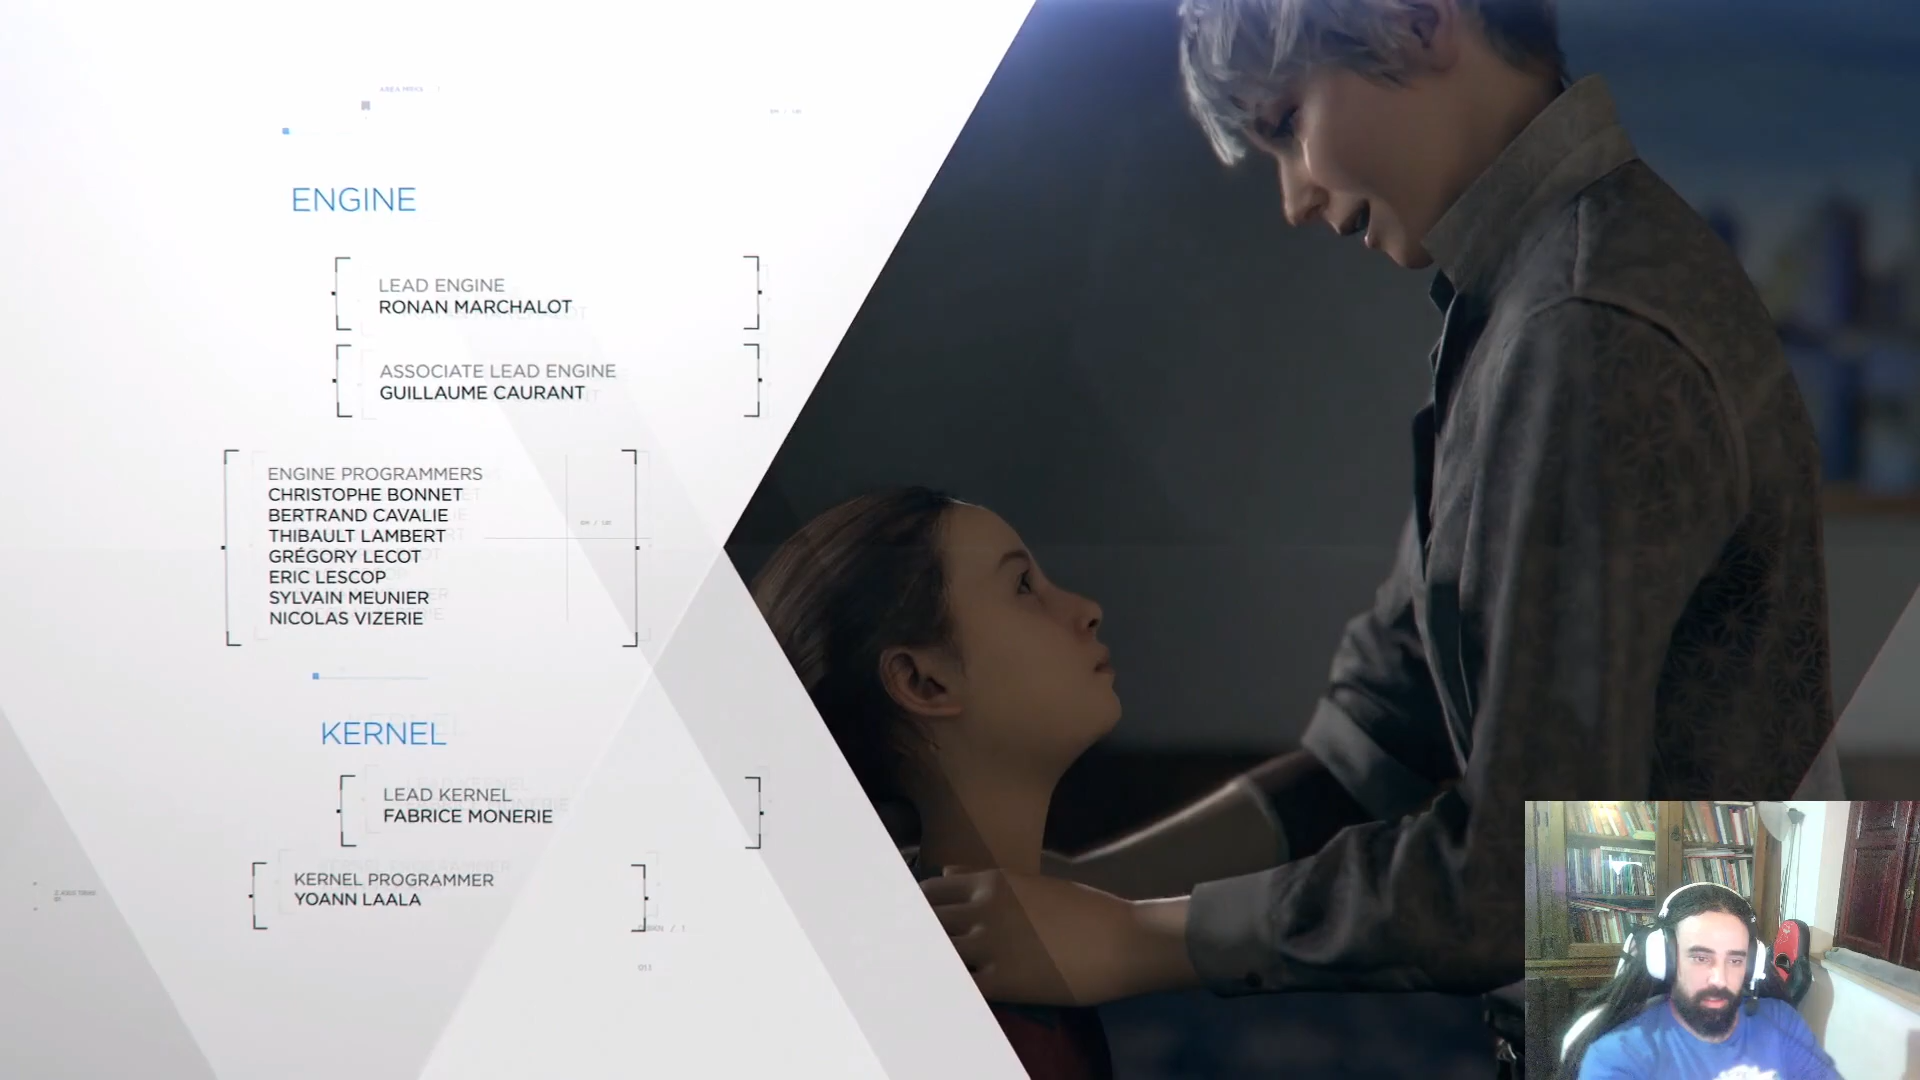 ENGINE
LEAD ENGINE
RONAN MARCHALOT
ASSOCIATE LEAD ENGINE
GUILLAUME CAURANT
ENGINE PROGRAMMERS
CHRISTOPHE BONNET
BERTRAND CAVALIE
THIBAULT LAMBERT
GRÉGORY LECOT
ERIC LESCOP
SYLVAIN MEUNIER
NICOLAS VIZERIE
KERNEL
LEAD KERNEL
FABRICE MONERIE
KERNEL PROGRAMMER
YOANN LAALA